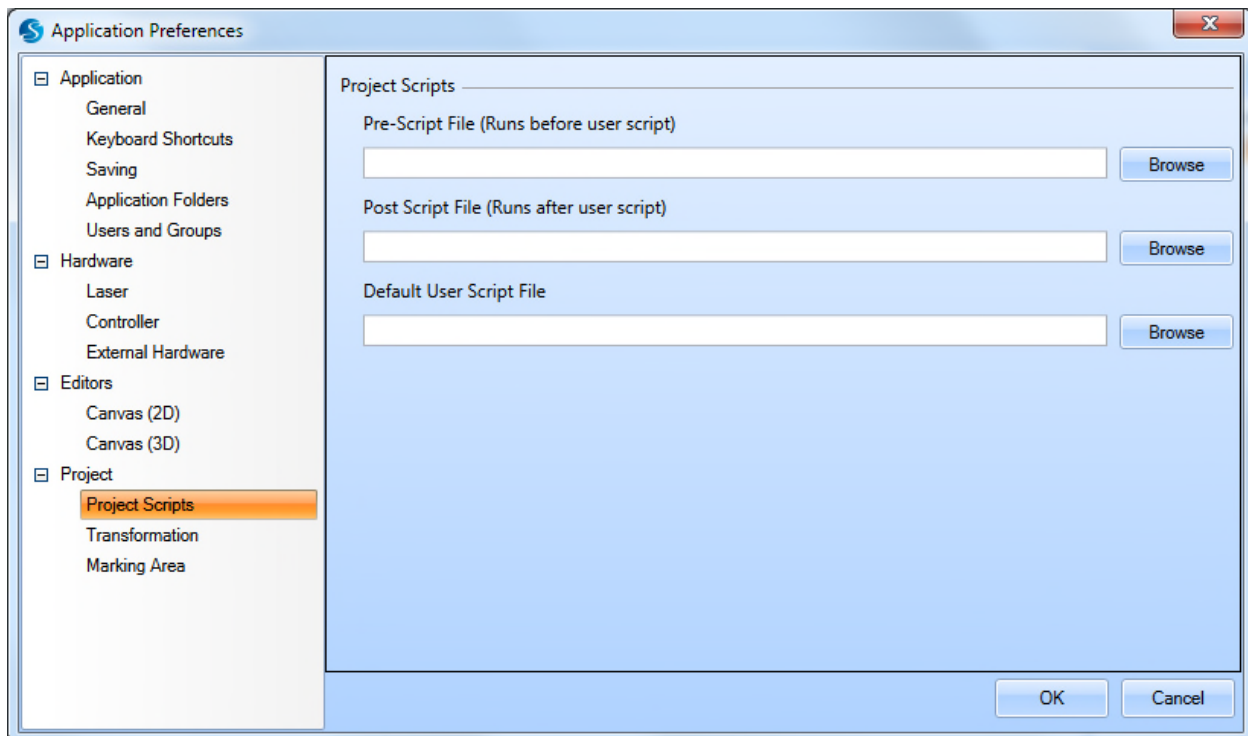 Application Preferences
Application
General
Keyboard Shortcuts
Saving
Application Folders
Users and Groups
Hardware
Laser
Controller
External Hardware
Editors
Canvas (2D)
Canvas (3D)
Project
Project Scripts
Transformation
Marking Area
Project Scripts
Pre-Script File (Runs before user script)
Browse
Post Script File (Runs after user script)
Browse
Default User Script File
Browse
OK
Cancel